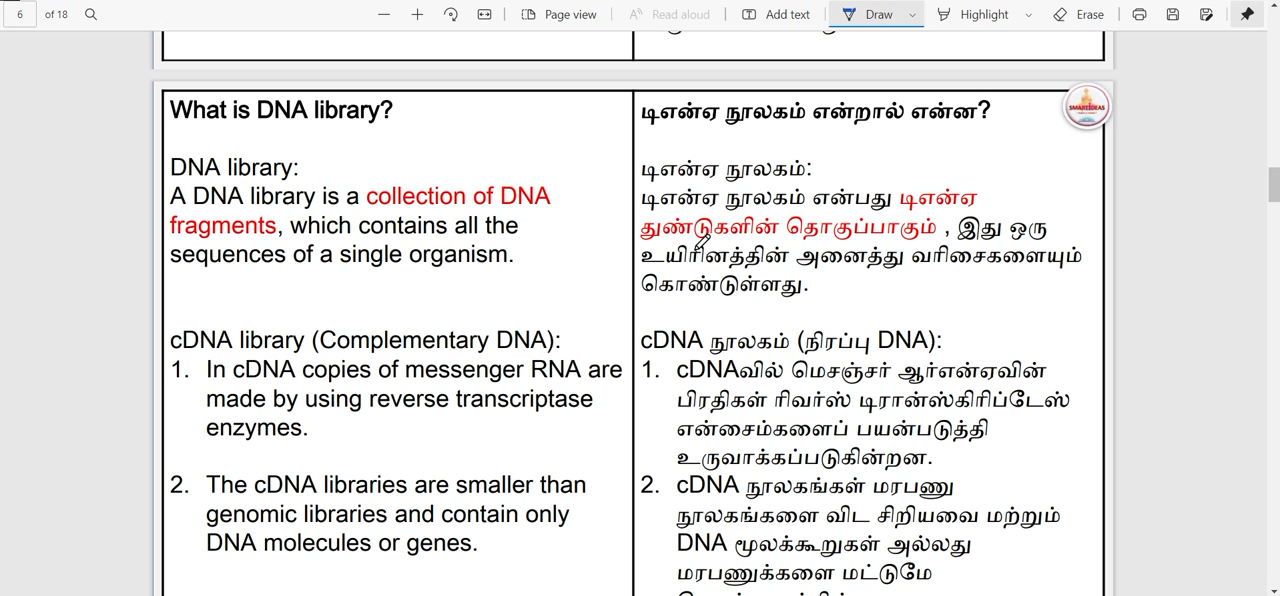 6 of 18
Page view
Read aloud
Add text
Draw
Highlight
Erase
What is DNA library?
DNA library:
A DNA library is a collection of DNA
fragments, which contains all the
sequences of a single organism.
cDNA library (Complementary DNA):
1. In cDNA copies of messenger RNA are
made by using reverse transcriptase
enzymes.
2. The cDNA libraries are smaller than
genomic libraries and contain only
DNA molecules or genes.
டிஎன்ஏ நூலகம் என்றால் என்ன?
SMART IDEAS
டிஎன்ஏ நூலகம்:
டிஎன்ஏ நூலகம் என்பது டிஎன்ஏ
துண்டுகளின் தொகுப்பாகும் , இது ஒரு
உயிரினத்தின் அனைத்து வரிசைகளையும்
கொண்டுள்ளது.
cDNA நூலகம் (நிரப்பு DNA):
1. cDNAவில் மெசஞ்சர் ஆர்என்ஏவின்
பிரதிகள் ரிவர்ஸ் டிரான்ஸ்கிரிப்டேஸ்
என்சைம்களைப் பயன்படுத்தி
உருவாக்கப்படுகின்றன.
2. cDNA நூலகங்கள் மரபணு
நூலகங்களை விட சிறியவை மற்றும்
DNA மூலக்கூறுகள் அல்லது
மரபணுக்களை மட்டுமே